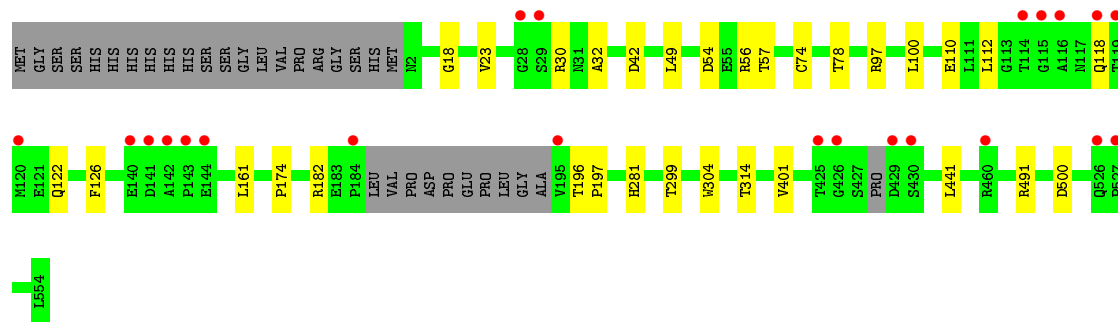 MET GLY SER SER HIS HIS HIS HIS HIS HIS SER SER GLY LEU VAL PRO ARG GLY SER HIS MET N2 G18 V23 G28 S29 R30 N31 A32 D42 L49 D54 E55 R56 T57 C74 T78 R97 L100 E110 L111 L112 G113 T114 G115 A116 N117 Q118 T119
M120 E121 Q122 F126 E140 D141 A142 P143 E144 L161 P174 R182 E183 P184 LEU VAL PRO ASP PRO GLU PRO LEU GLY ALA V195 T196 P197 H281 T299 W304 T314 V401 T425 G426 S427 PRO D429 S430 L441 R460 R491 D500 Q526
L554